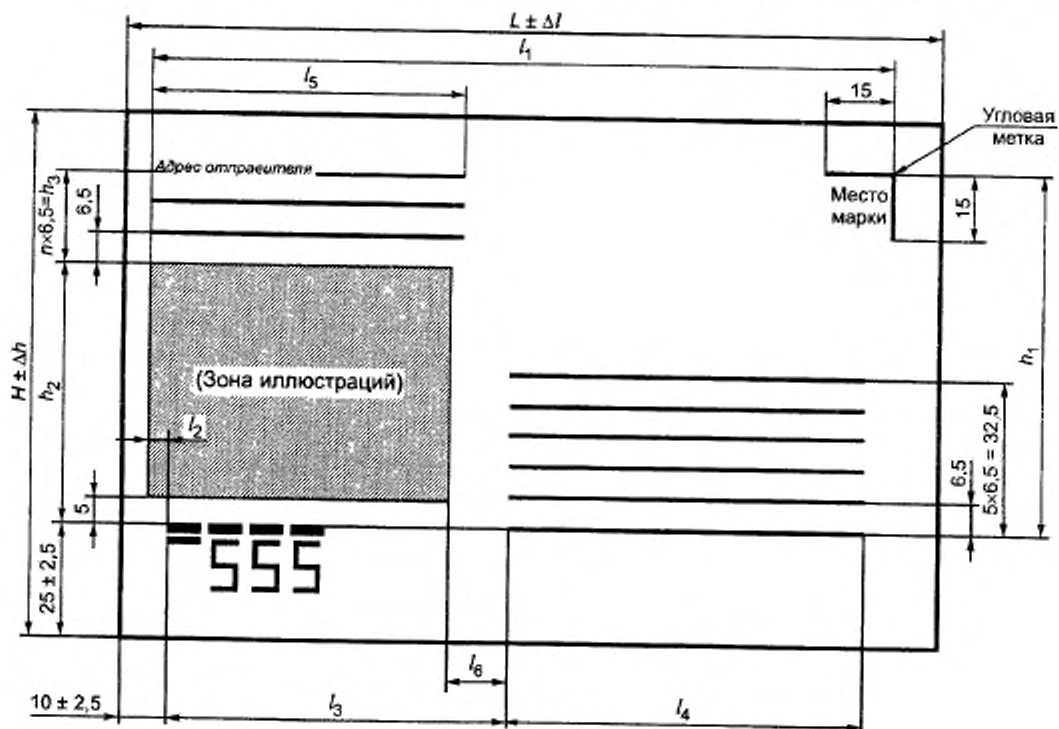 L ± Δl
l₁
l₅
15
Угловая
метка
Адрес отправителя
Место
марки
15
n×6,5=h₃
6,5
H ± Δh
h₂
h₁
(Зона иллюстраций)
l₂
5
6,5
5×6,5 = 32,5
25 ± 2,5
555
l₆
10 ± 2,5
l₃
l₄